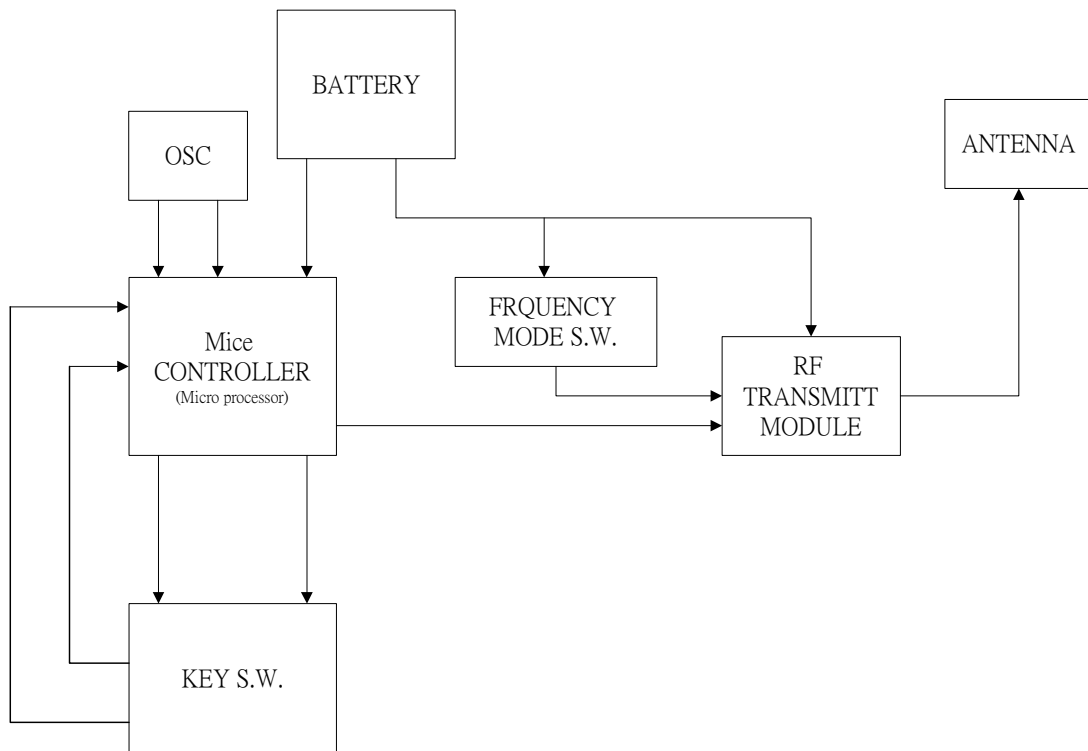 BATTERY
OSC
ANTENNA
FRQUENCY
MODE S.W.
Mice
CONTROLLER
(Micro processor)
RF
TRANSMITT
MODULE
KEY S.W.